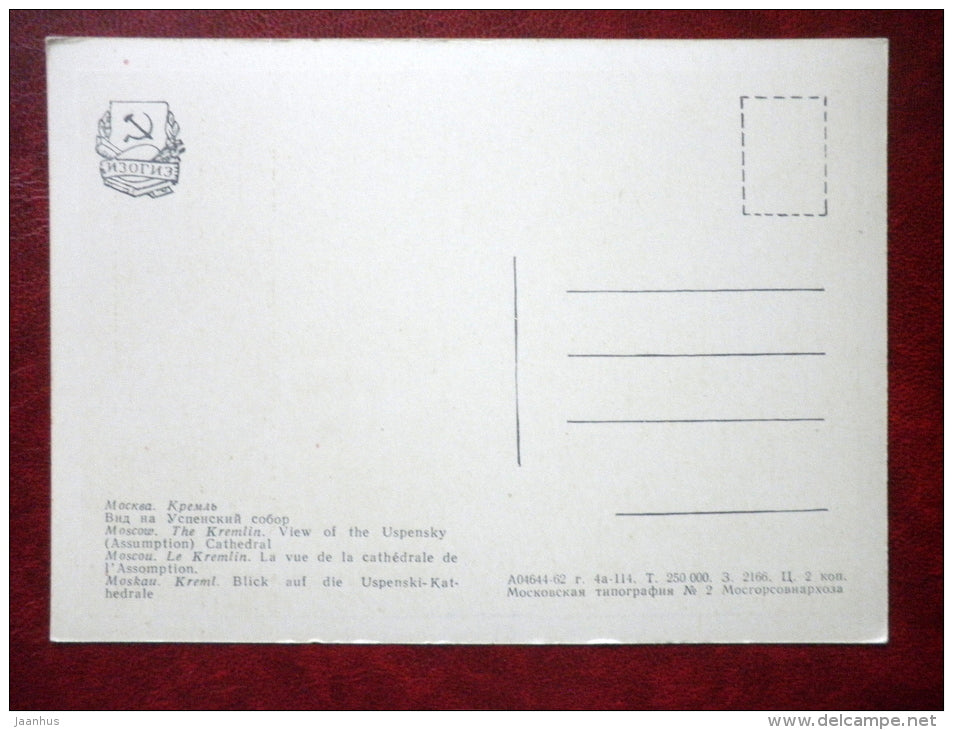 ИЗОГИЗ
Москва. Кремль
Вид на Успенский собор
Moscow. The Kremlin. View of the Uspensky
(Assumption) Cathedral
Moscou. Le Kremlin. La vue de la cathédrale de
l'Assomption.
Moskau. Kreml. Blick auf die Uspenski-Kat-
hedrale
А04644-62 г. 4а-114. Т. 250 000. З. 2166. Ц. 2 коп.
Московская типография № 2 Мосгорсовнархоза
jaanhus
www.delcampe.net